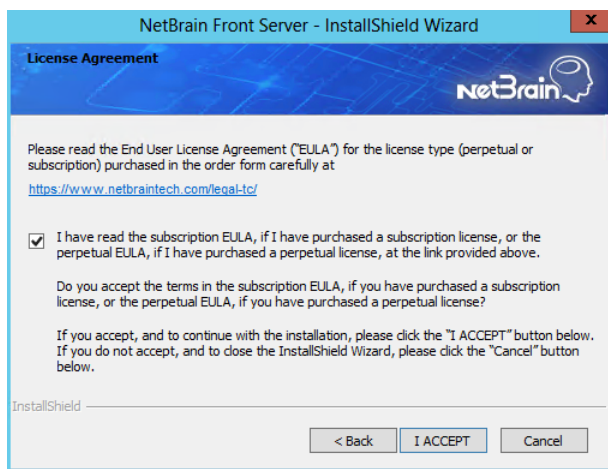 NetBrain Front Server - InstallShield Wizard
x
License Agreement
NetBrain
Please read the End User License Agreement ("EULA") for the license type (perpetual or
subscription) purchased in the order form carefully at
https://www.netbraintech.com/legal-tc/
I have read the subscription EULA, if I have purchased a subscription license, or the
perpetual EULA, if I have purchased a perpetual license, at the link provided above.
Do you accept the terms in the subscription EULA, if you have purchased a subscription
license, or the perpetual EULA, if you have purchased a perpetual license?
If you accept, and to continue with the installation, please click the "I ACCEPT" button below.
If you do not accept, and to close the InstallShield Wizard, please click the "Cancel" button
below.
InstallShield
< Back I ACCEPT Cancel